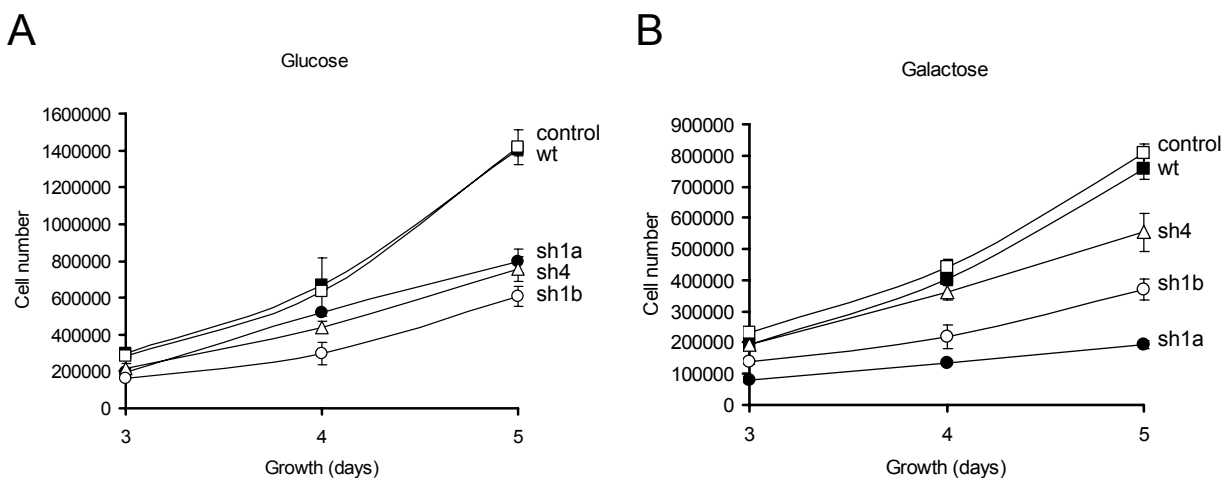 A
Glucose
Cell number
1600000
1400000
1200000
1000000
800000
600000
400000
200000
0
3
4
5
Growth (days)
control
wt
sh1a
sh4
sh1b
B
Galactose
Cell number
900000
800000
700000
600000
500000
400000
300000
200000
100000
0
3
4
5
Growth (days)
control
wt
sh4
sh1b
sh1a